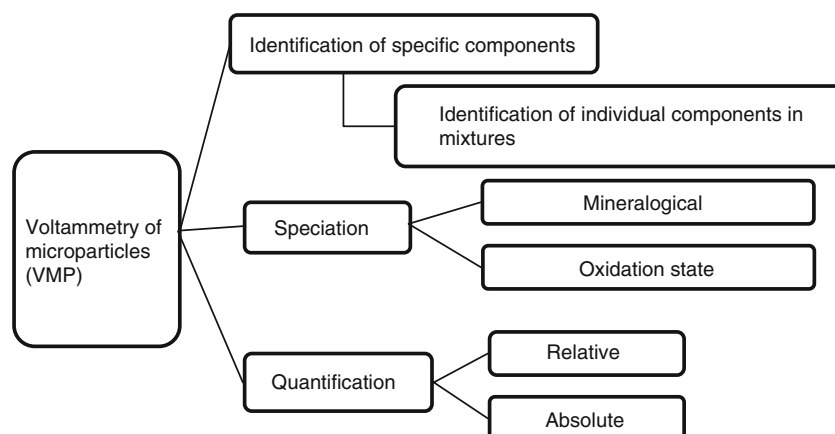 Identification of specific components
Identification of individual components in
mixtures
Voltammetry of
microparticles
(VMP)
Speciation
Mineralogical
Oxidation state
Quantification
Relative
Absolute